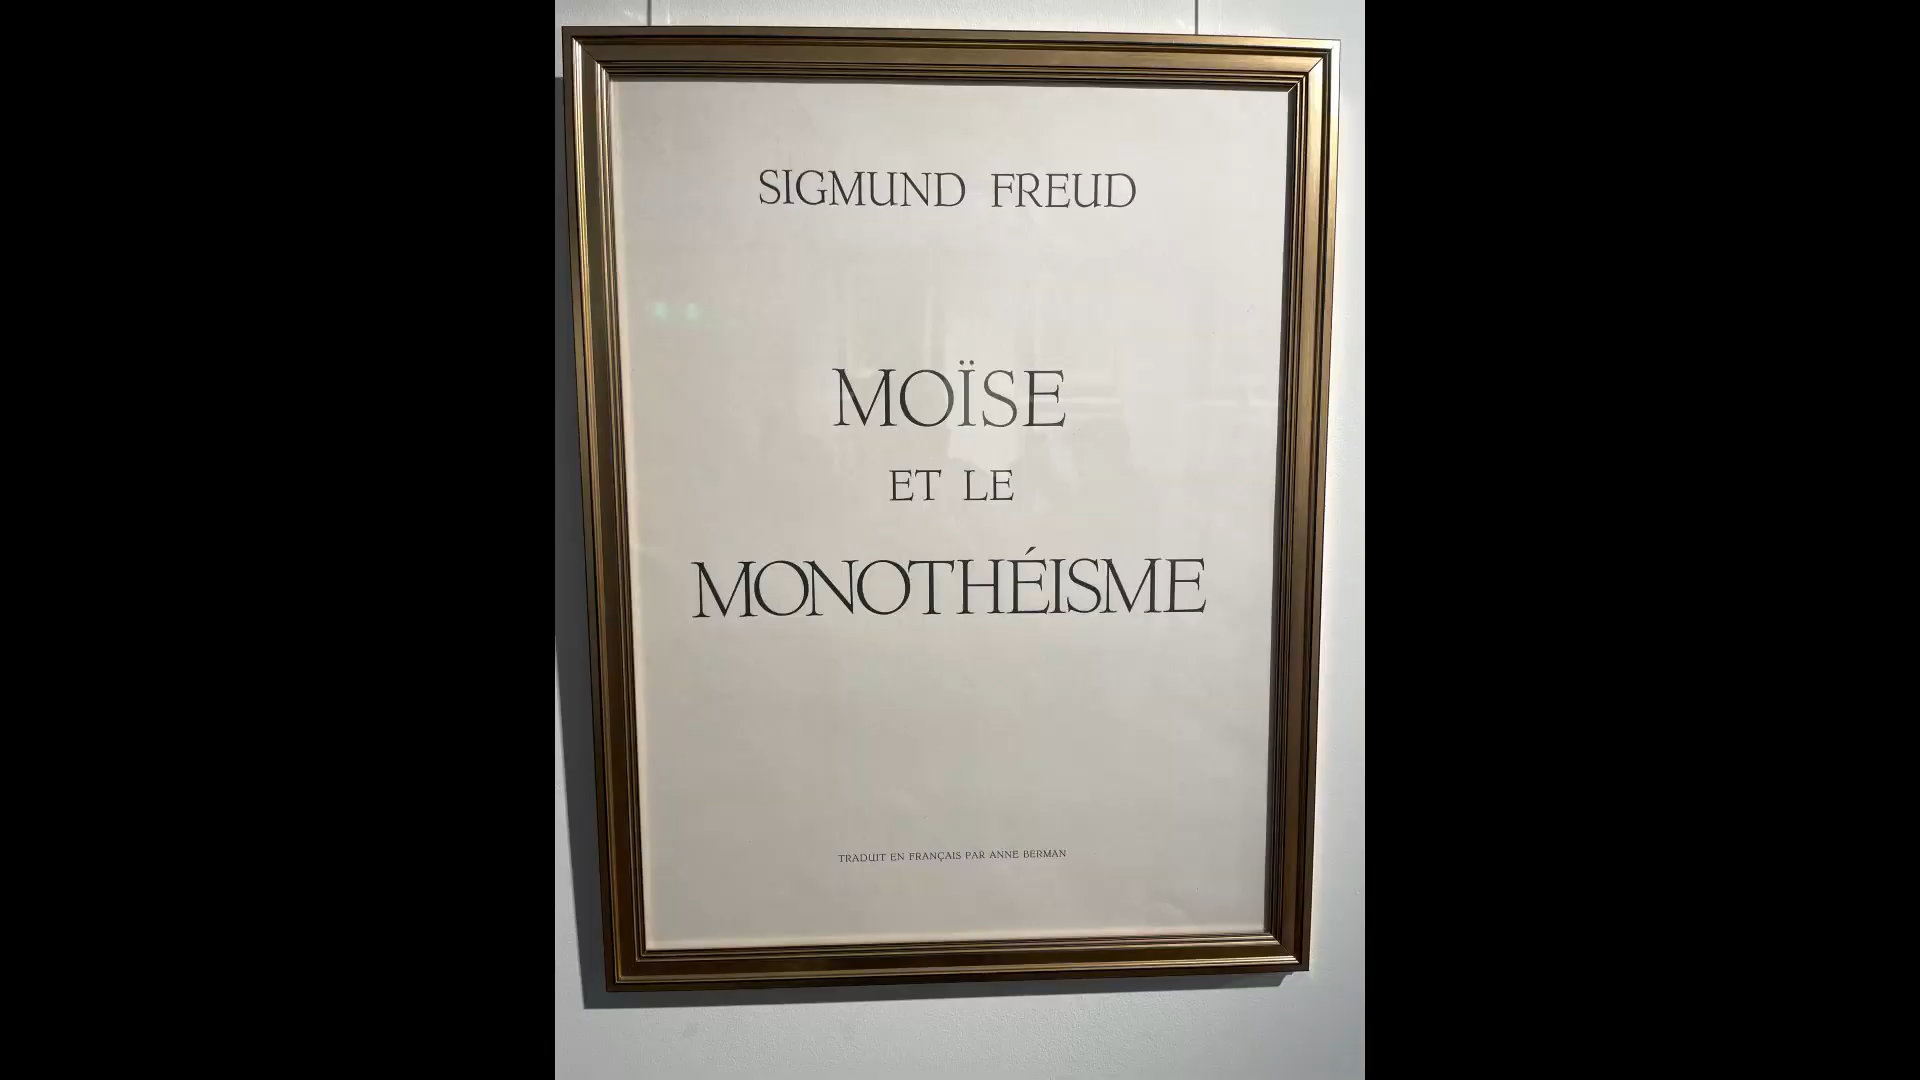 SIGMUND FREUD
MOÏSE
ET LE
MONOTHÉISME
TRADUIT EN FRANÇAIS PAR ANNE BERMAN